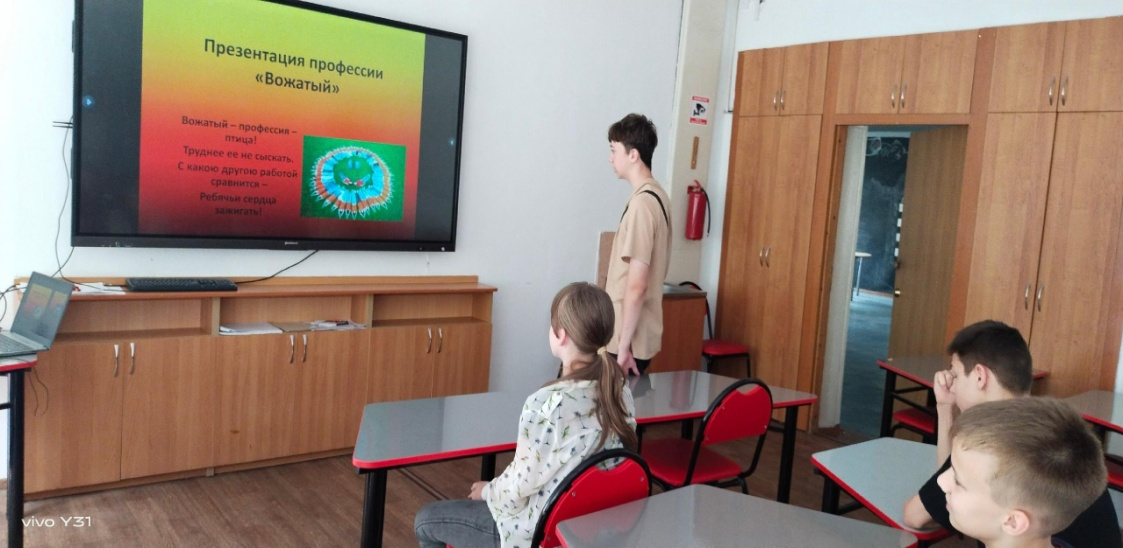 Презентация профессии
«Вожатый»
Вожатый – профессия –
птица!
Труднее ее не сыскать.
С какою другою работой
сравнится –
Ребячьи сердца
зажигать!
vivo Y31